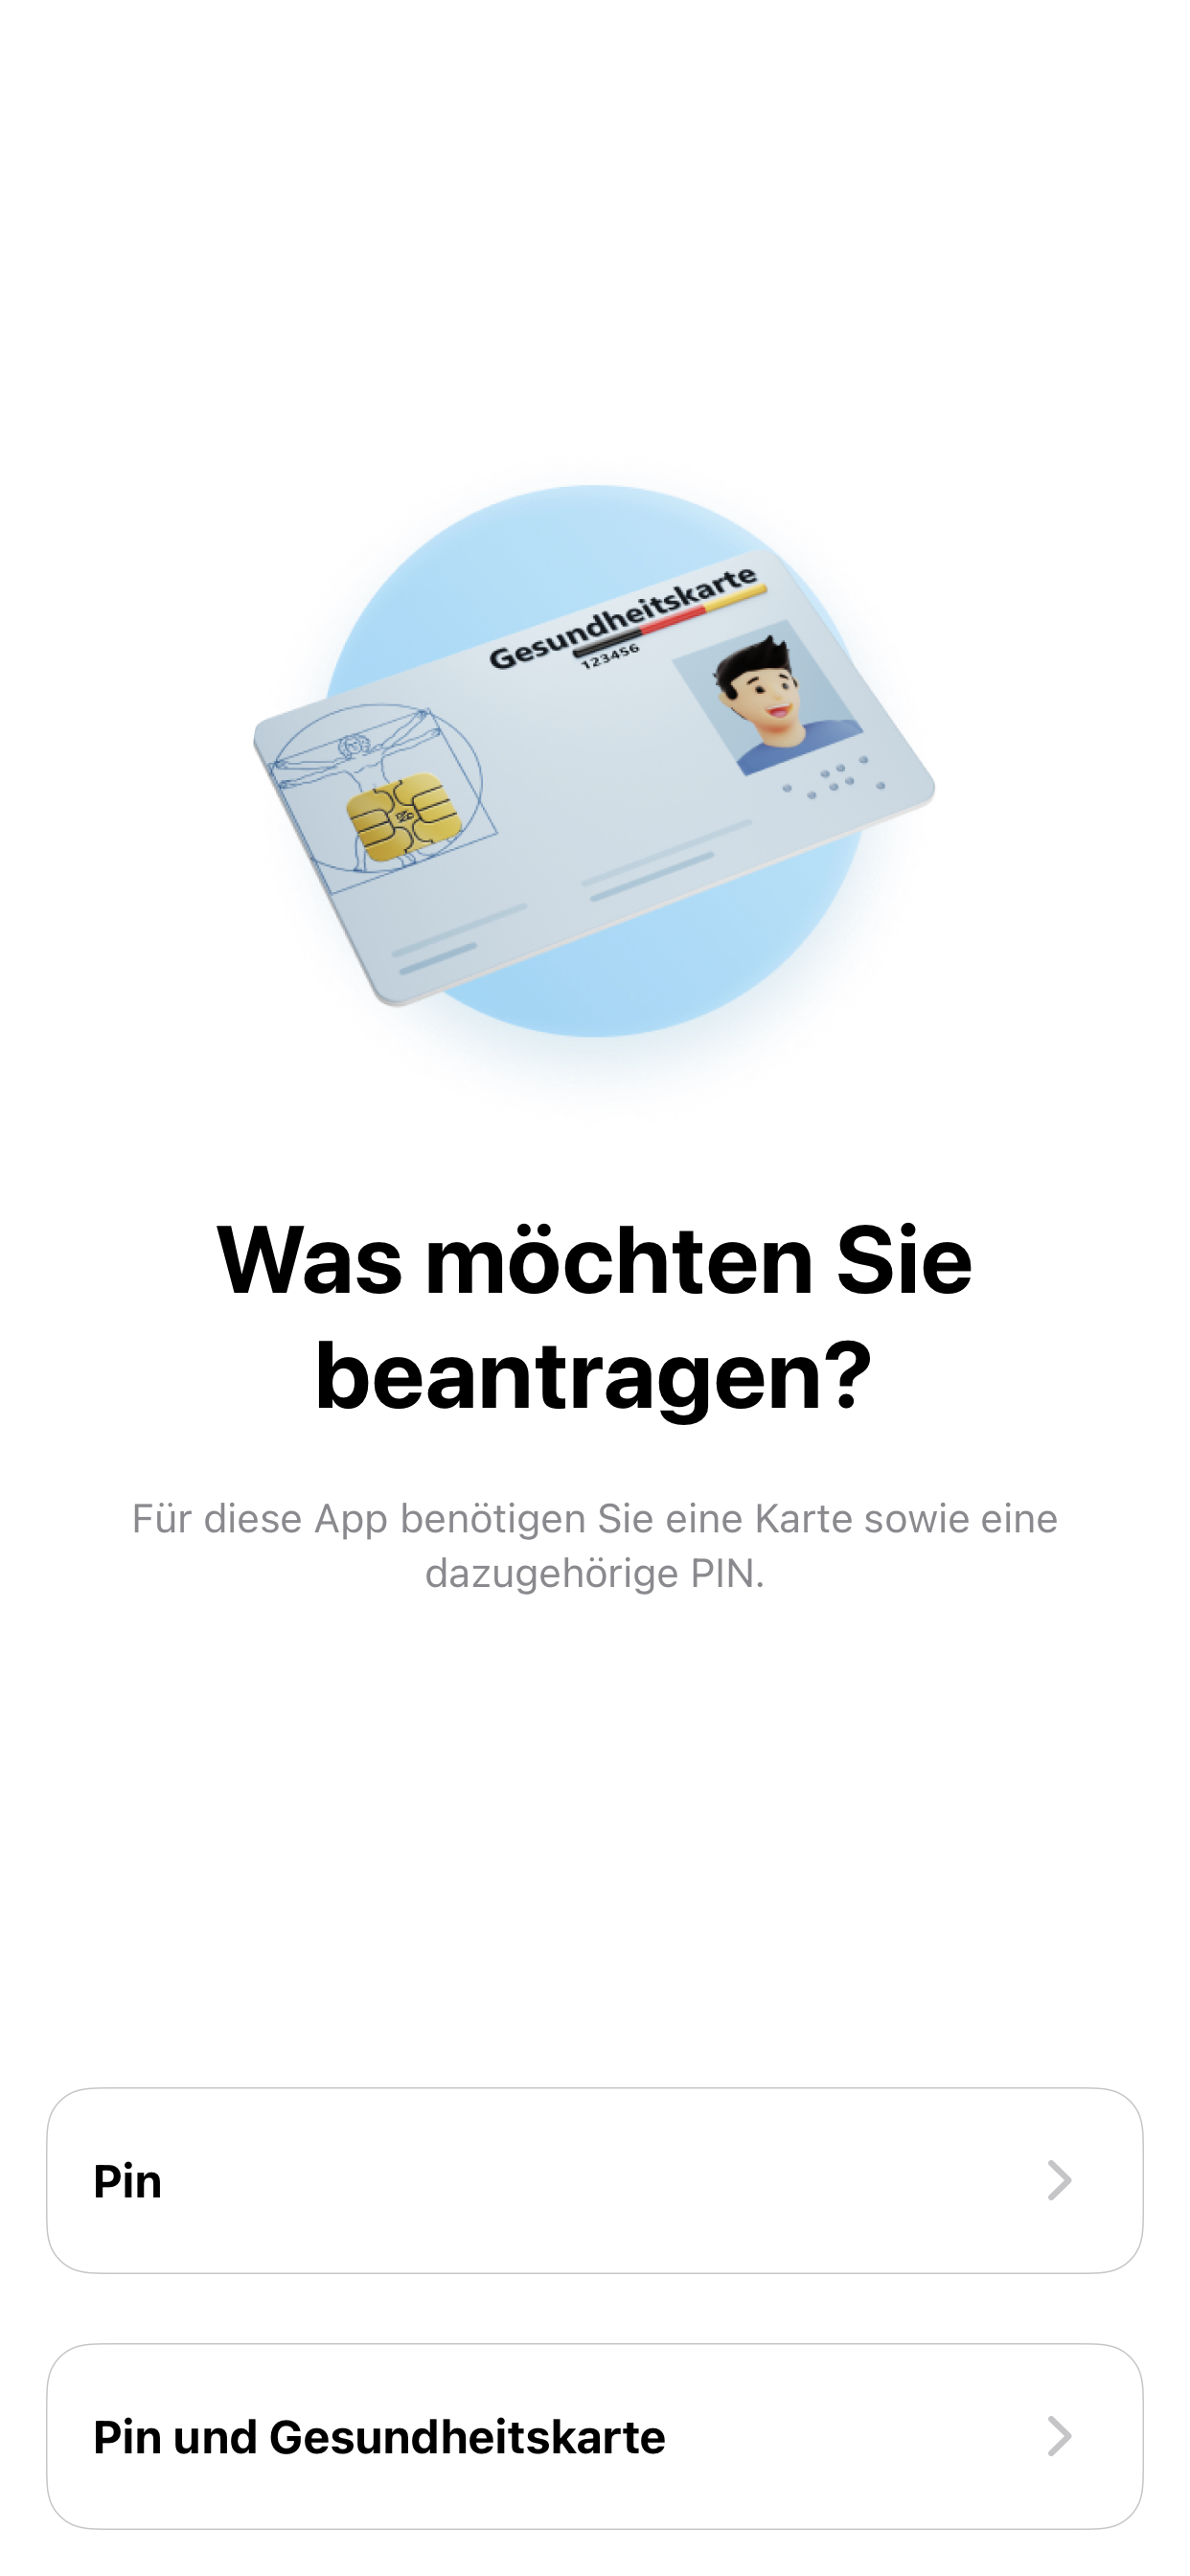 Gesundheitskarte
123456
Was möchten Sie
beantragen?
Für diese App benötigen Sie eine Karte sowie eine
dazugehörige PIN.
Pin
Pin und Gesundheitskarte